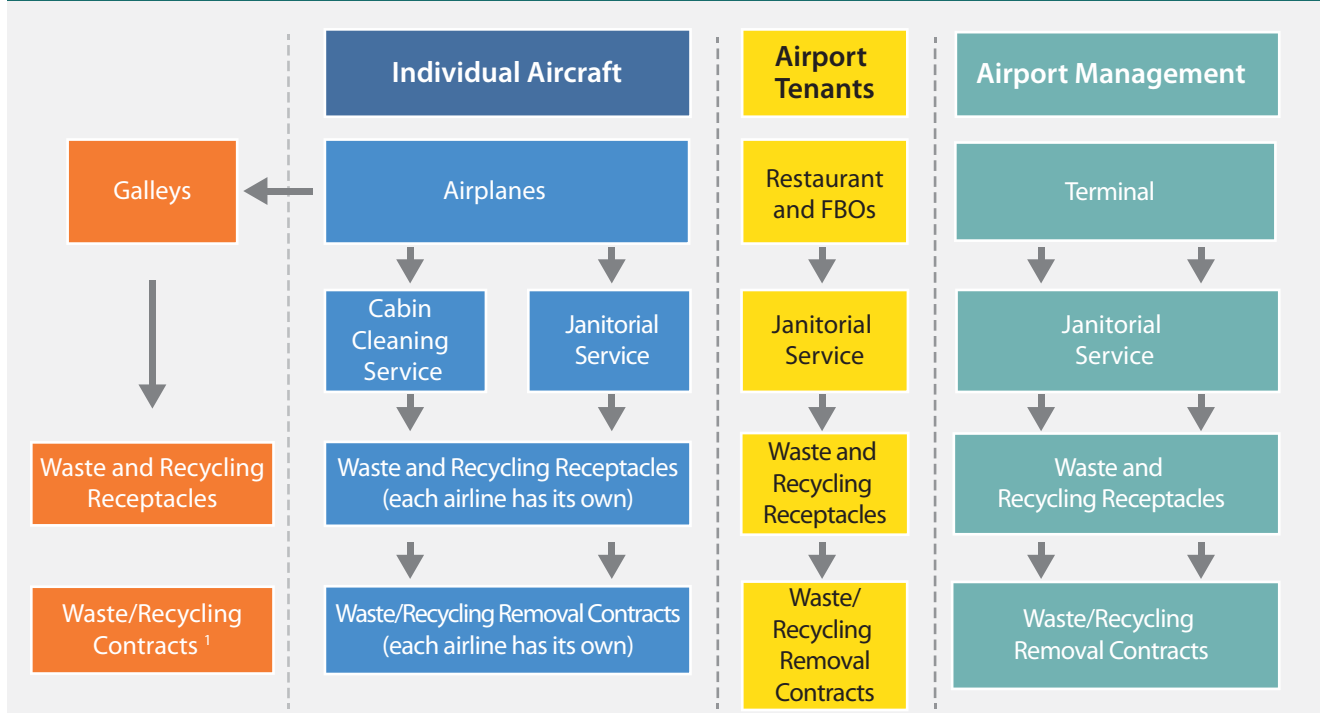 Individual Aircraft
Airport
Tenants
Airport Management
Galleys
Airplanes
Restaurant
and FBOs
Terminal
Cabin
Cleaning
Service
Janitorial
Service
Janitorial
Service
Janitorial
Service
Waste and Recycling
Receptacles
Waste and Recycling Receptacles
(each airline has its own)
Waste and
Recycling
Receptacles
Waste and
Recycling Receptacles
Waste/Recycling
Contracts ¹
Waste/Recycling Removal Contracts
(each airline has its own)
Waste/
Recycling
Removal
Contracts
Waste/Recycling
Removal Contracts